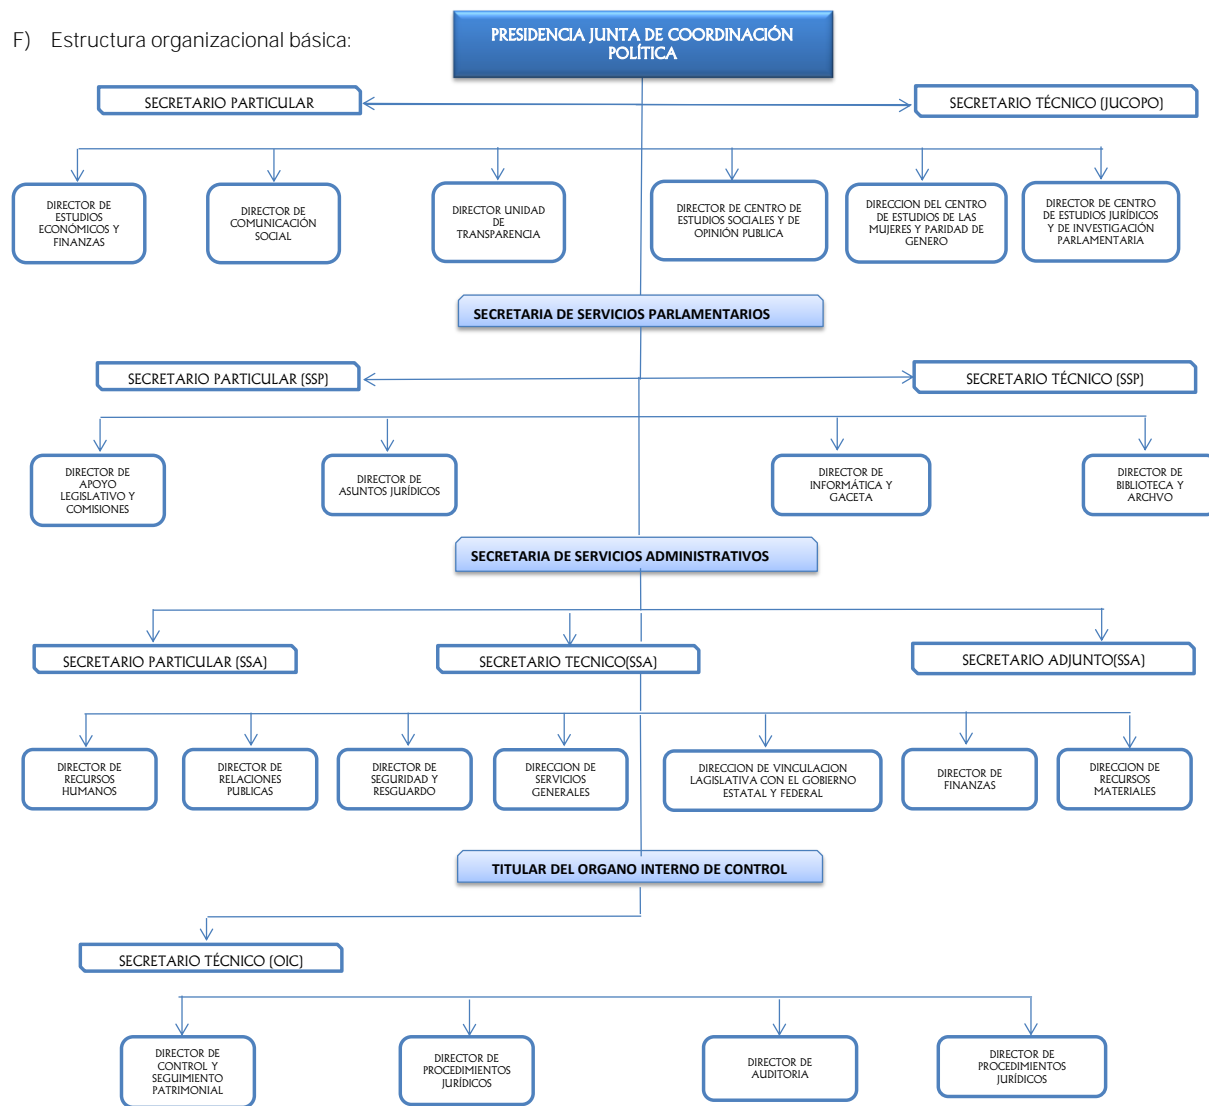 F) Estructura organizacional básica:
PRESIDENCIA JUNTA DE COORDINACIÓN
POLÍTICA
SECRETARIO PARTICULAR
SECRETARIO TÉCNICO (JUCOPO)
DIRECTOR DE
ESTUDIOS
ECONÓMICOS Y
FINANZAS
DIRECTOR DE
COMUNICACIÓN
SOCIAL
DIRECTOR UNIDAD
DE
TRANSPARENCIA
DIRECTOR DE CENTRO DE
ESTUDIOS SOCIALES Y DE
OPINIÓN PUBLICA
DIRECCION DEL CENTRO
DE ESTUDIOS DE LAS
MUJERES Y PARIDAD DE
GENERO
DIRECTOR DE CENTRO
DE ESTUDIOS JURÍDICOS
Y DE INVESTIGACIÓN
PARLAMENTARIA
SECRETARIA DE SERVICIOS PARLAMENTARIOS
SECRETARIO PARTICULAR (SSP)
SECRETARIO TÉCNICO (SSP)
DIRECTOR DE
APOYO
LEGISLATIVO Y
COMISIONES
DIRECTOR DE
ASUNTOS JURÍDICOS
DIRECTOR DE
INFORMÁTICA Y
GACETA
DIRECTOR DE
BIBLIOTECA Y
ARCHVO
SECRETARIA DE SERVICIOS ADMINISTRATIVOS
SECRETARIO PARTICULAR (SSA)
SECRETARIO TECNICO(SSA)
SECRETARIO ADJUNTO(SSA)
DIRECTOR DE
RECURSOS
HUMANOS
DIRECTOR DE
RELACIONES
PUBLICAS
DIRECTOR DE
SEGURIDAD Y
RESGUARDO
DIRECCION DE
SERVICIOS
GENERALES
DIRECCION DE VINCULACION
LAGISLATIVA CON EL GOBIERNO
ESTATAL Y FEDERAL
DIRECTOR DE
FINANZAS
DIRECCION DE
RECURSOS
MATERIALES
TITULAR DEL ORGANO INTERNO DE CONTROL
SECRETARIO TÉCNICO (OIC)
DIRECTOR DE
CONTROL Y
SEGUIMIENTO
PATRIMONIAL
DIRECTOR DE
PROCEDIMIENTOS
JURÍDICOS
DIRECTOR DE
AUDITORIA
DIRECTOR DE
PROCEDIMIENTOS
JURÍDICOS